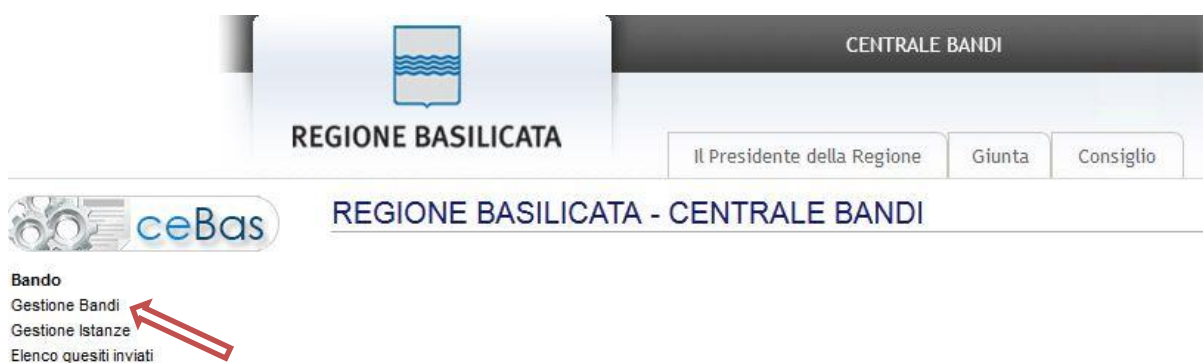 CENTRALE BANDI
REGIONE BASILICATA
Il Presidente della Regione
Giunta
Consiglio
ceBas
REGIONE BASILICATA - CENTRALE BANDI
Bando
Gestione Bandi
Gestione Istanze
Elenco quesiti inviati